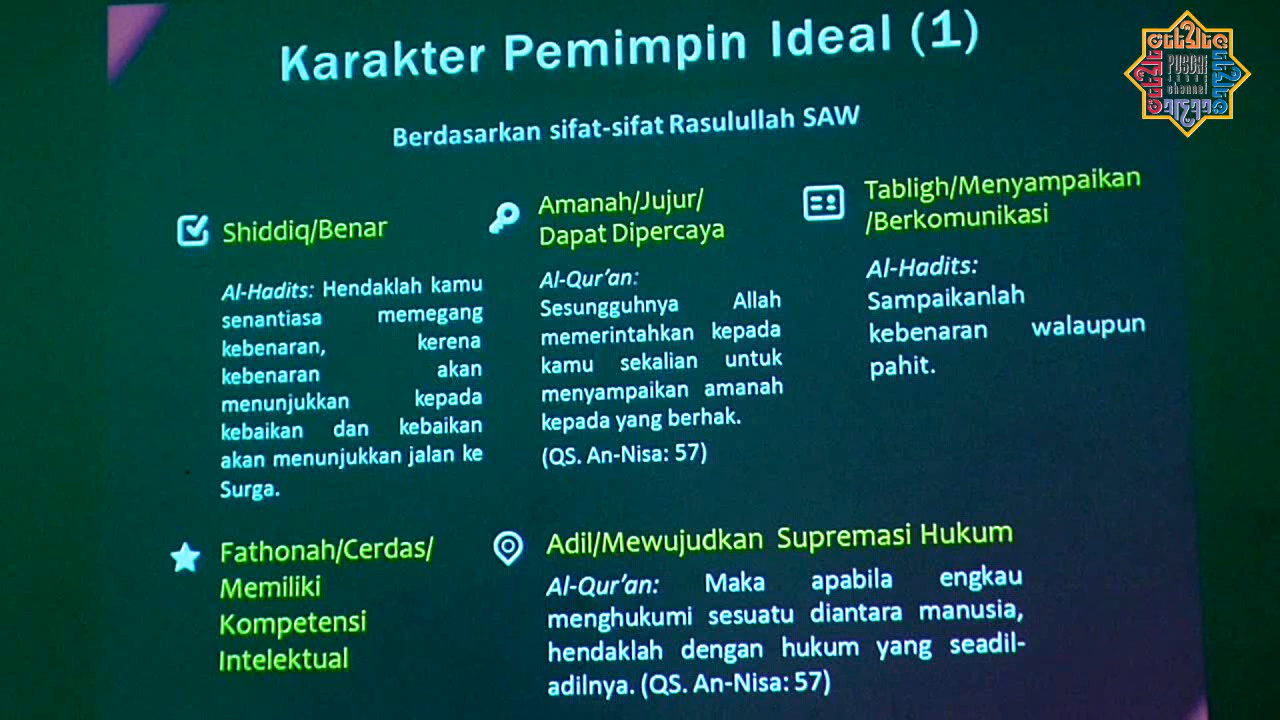 Karakter Pemimpin Ideal (1)
Berdasarkan sifat-sifat Rasulullah SAW
Shiddiq/Benar
Al-Hadits: Hendaklah kamu
senantiasa memegang
kebenaran, kerena
kebenaran akan
menunjukkan kepada
kebaikan dan kebaikan
akan menunjukkan jalan ke
Surga.
Amanah/Jujur/
Dapat Dipercaya
Al-Qur’an:
Sesungguhnya Allah
memerintahkan kepada
kamu sekalian untuk
menyampaikan amanah
kepada yang berhak.
(QS. An-Nisa: 57)
Tabligh/Menyampaikan
/Berkomunikasi
Al-Hadits:
Sampaikanlah
kebenaran walaupun
pahit.
Fathonah/Cerdas/
Memiliki
Kompetensi
Intelektual
Adil/Mewujudkan Supremasi Hukum
Al-Qur’an: Maka apabila engkau
menghukumi sesuatu diantara manusia,
hendaklah dengan hukum yang seadil-
adilnya. (QS. An-Nisa: 57)
PUSDAI
channel